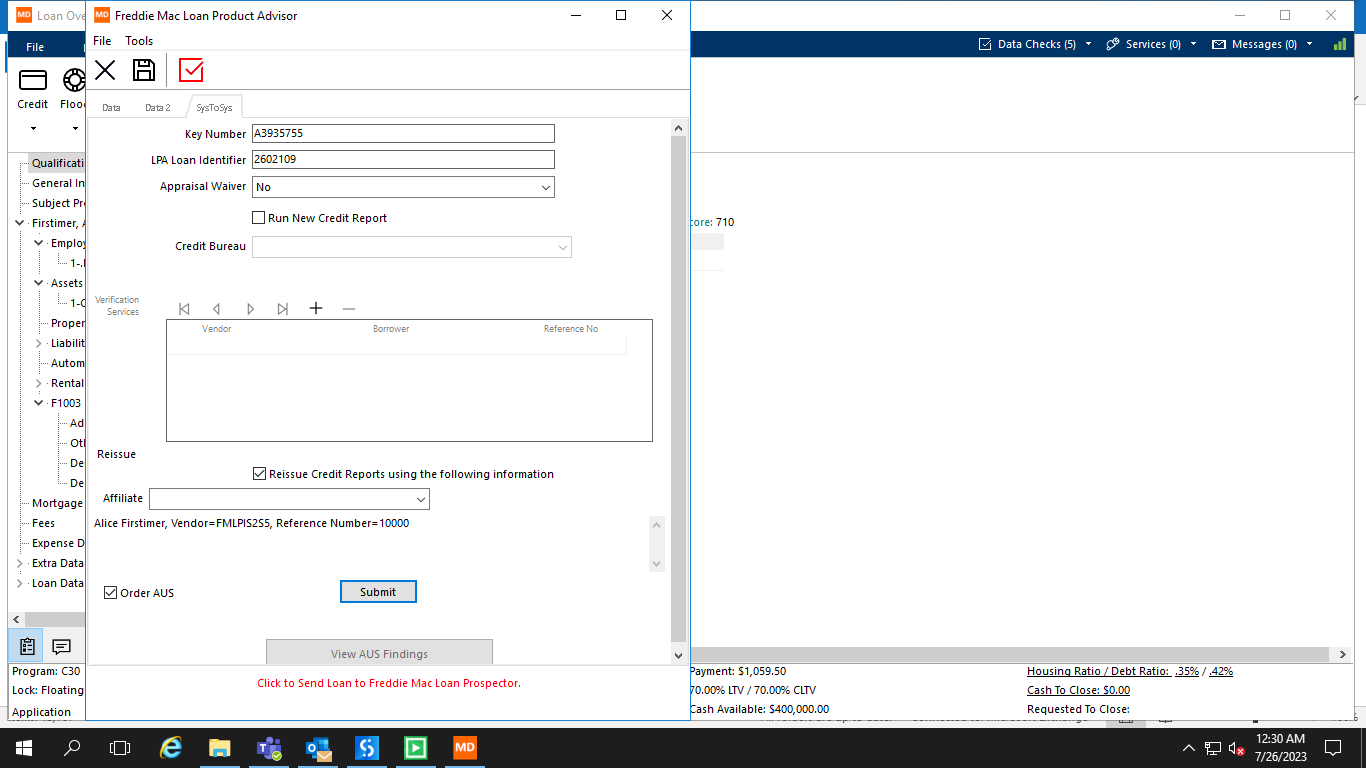 MD Loan Ove
MD Freddie Mac Loan Product Advisor
File
File Tools
Data Checks (5) Services (0) Messages (0)
Credit Flood
Data Data 2 SysToSys
Key Number A3935755
LPA Loan Identifier 2602109
Appraisal Waiver No
Run New Credit Report
Credit Bureau
core: 710
Verification
Services
Vendor Borrower Reference No
Reissue
Reissue Credit Reports using the following information
Affiliate
Alice Firstimer, Vendor=FMLPIS2S5, Reference Number=10000
Order AUS Submit
View AUS Findings
Click to Send Loan to Freddie Mac Loan Prospector.
Qualificati
General In
Subject Pr
Firstimer, A
Employ
1-.
Assets
1-C
Proper
Liabilit
Autom
Rental
F1003
Ad
Otl
De
De
Mortgage
Fees
Expense D
Extra Data
Loan Data
Program: C30 Payment: $1,059.50 Housing Ratio / Debt Ratio: .35% / .42%
Lock: Floating 70.00% LTV / 70.00% CLTV Cash To Close: $0.00
Application Cash Available: $400,000.00 Requested To Close:
MD
12:30 AM
7/26/2023